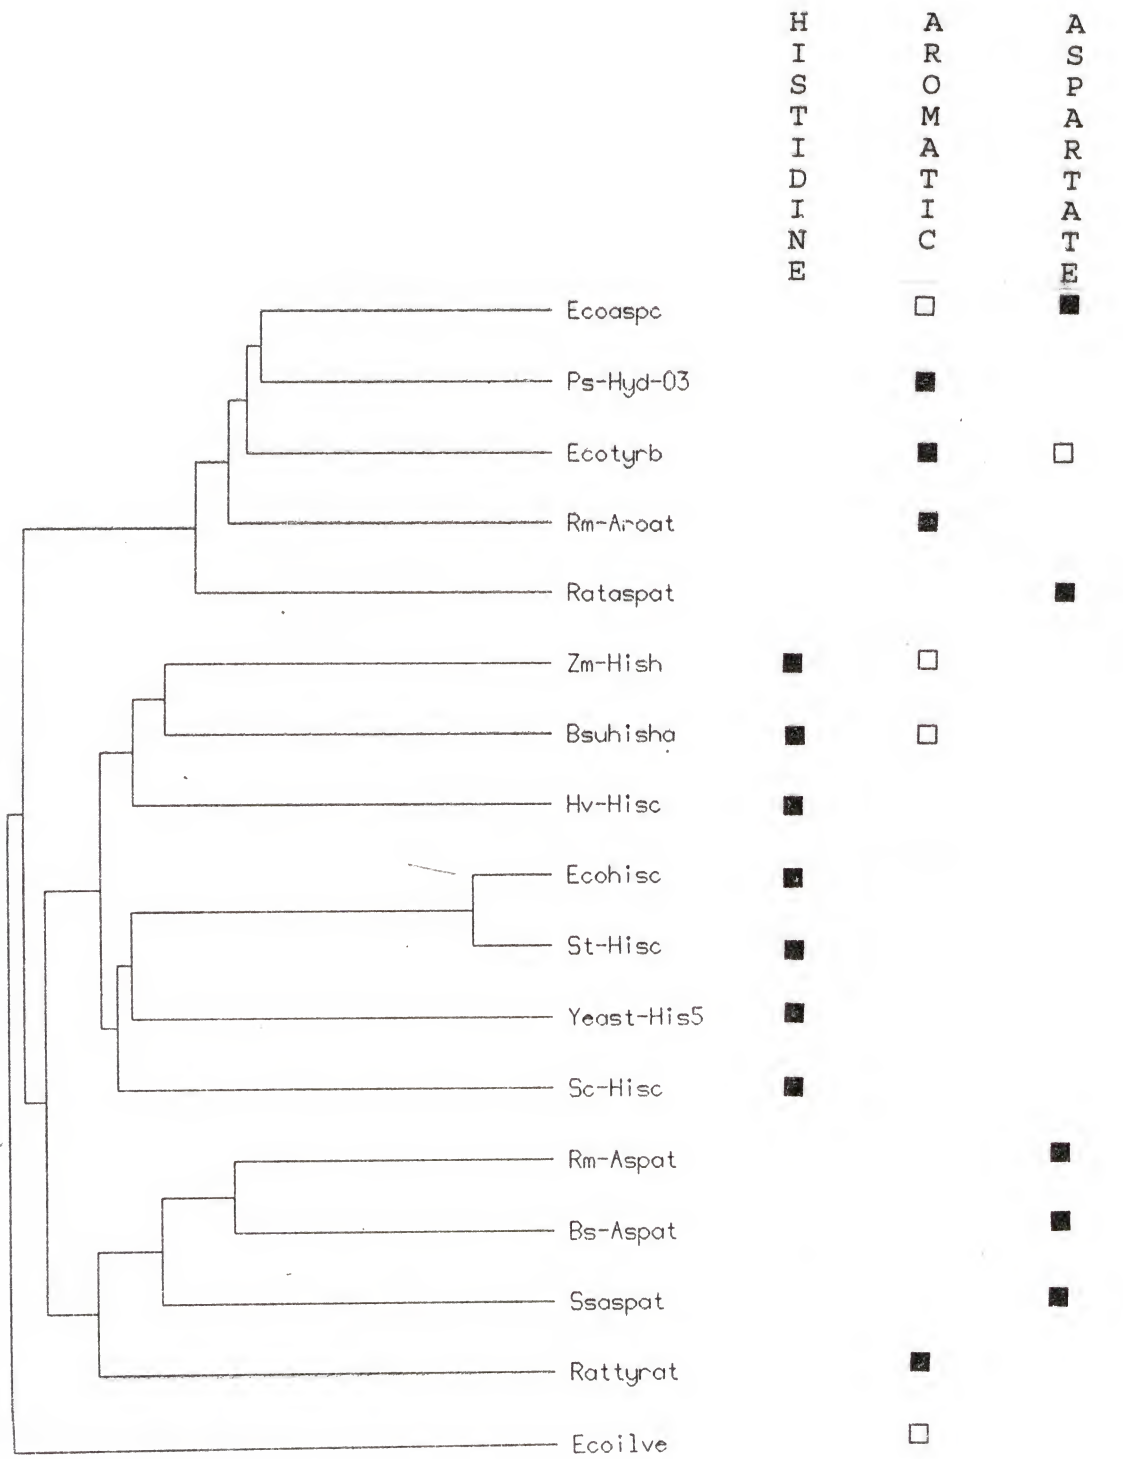 HISTIDINE
AROMATIC
ASPARTATE
Ecoaspc
Ps-Hyd-03
Ecotyrb
Rm-Aroat
Rataspat
Zm-Hish
Bsuhisha
Hv-Hisc
Ecohisc
St-Hisc
Yeast-His5
Sc-Hisc
Rm-Aspat
Bs-Aspat
Ssaspat
Rattyrat
Ecoilve